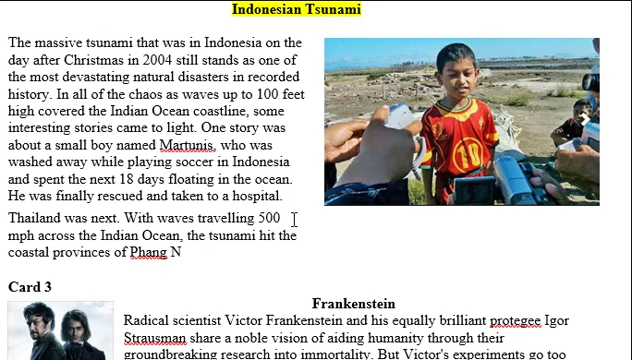 Indonesian Tsunami
The massive tsunami that was in Indonesia on the
day after Christmas in 2004 still stands as one of
the most devastating natural disasters in recorded
history. In all of the chaos as waves up to 100 feet
high covered the Indian Ocean coastline, some
interesting stories came to light. One story was
about a small boy named Martunis, who was
washed away while playing soccer in Indonesia
and spent the next 18 days floating in the ocean.
He was finally rescued and taken to a hospital.
Thailand was next. With waves travelling 500
mph across the Indian Ocean, the tsunami hit the
coastal provinces of Phang N
Card 3
Frankenstein
Radical scientist Victor Frankenstein and his equally brilliant protegee Igor
Strausman share a noble vision of aiding humanity through their
groundbreaking research into immortality. But Victor's experiments go too
10